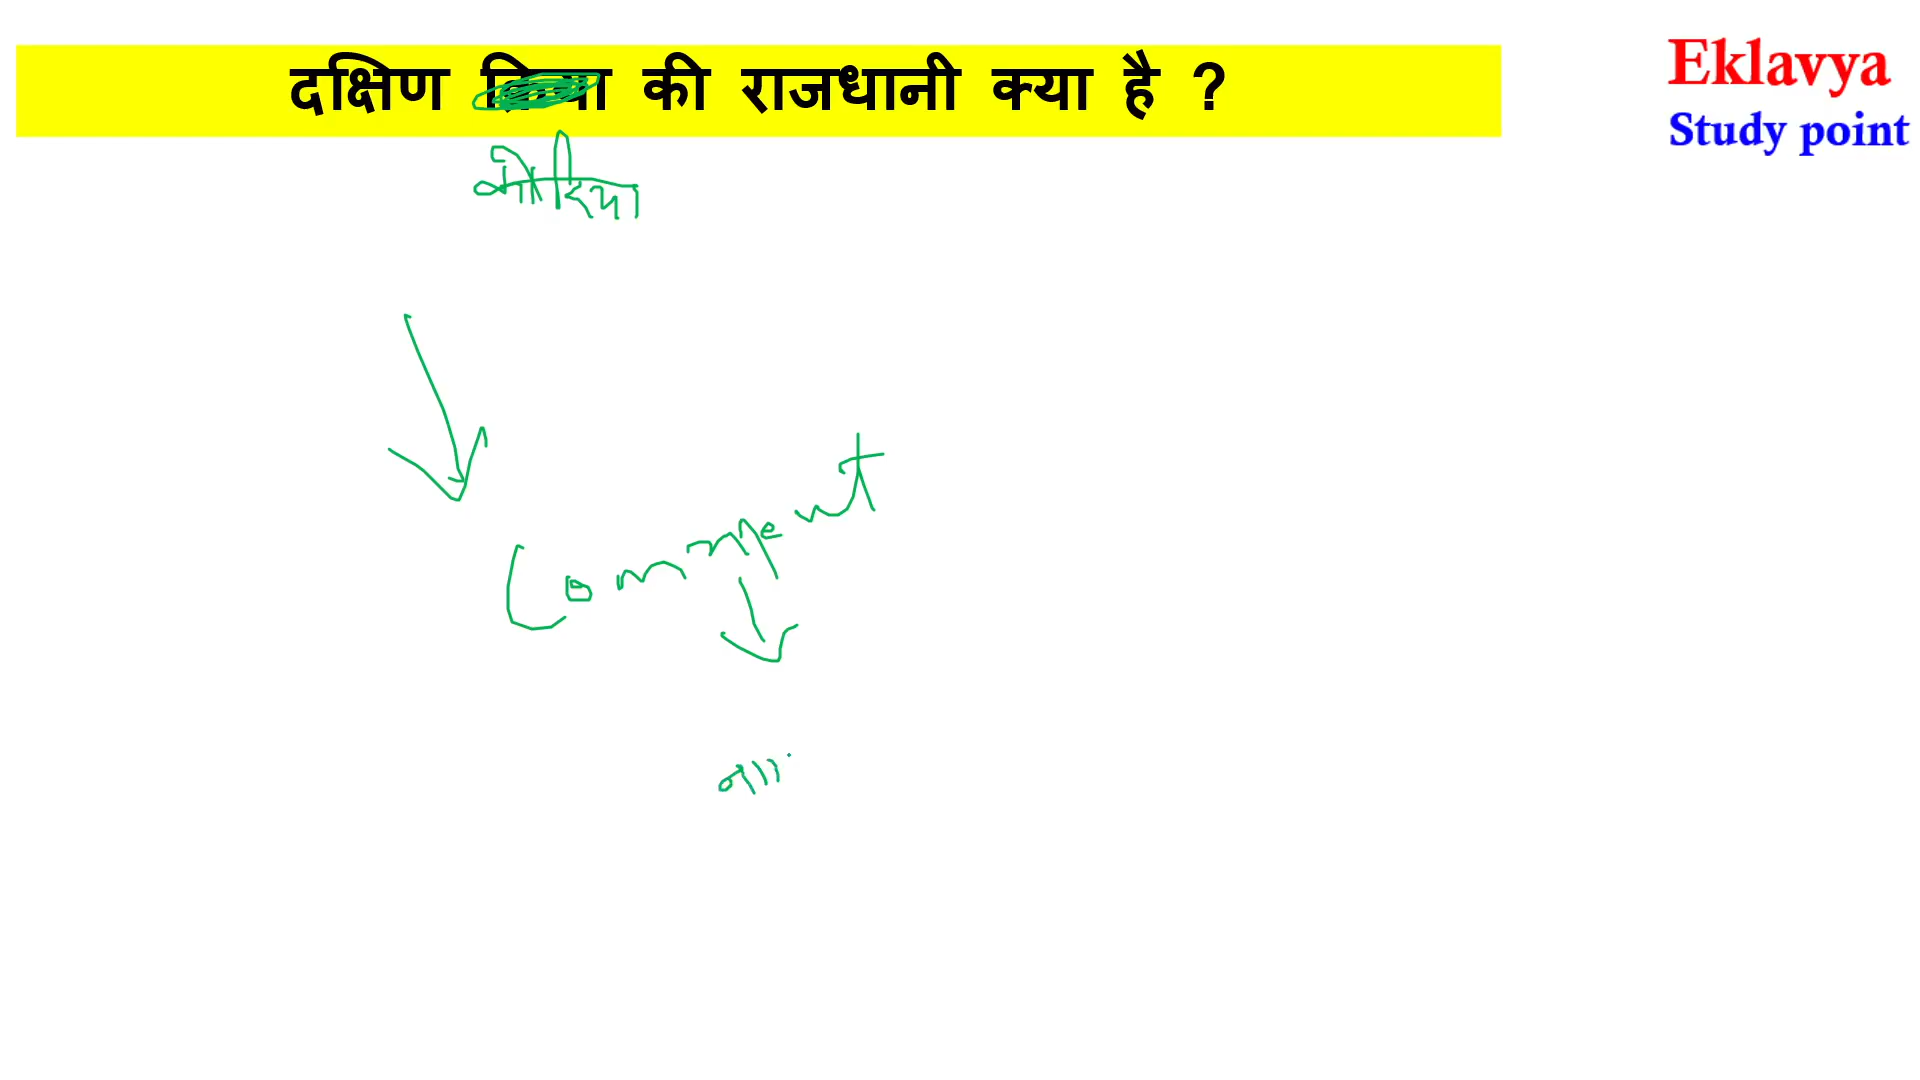 दक्षिण की राजधानी क्या है ?
Eklavya
Study point
Comment